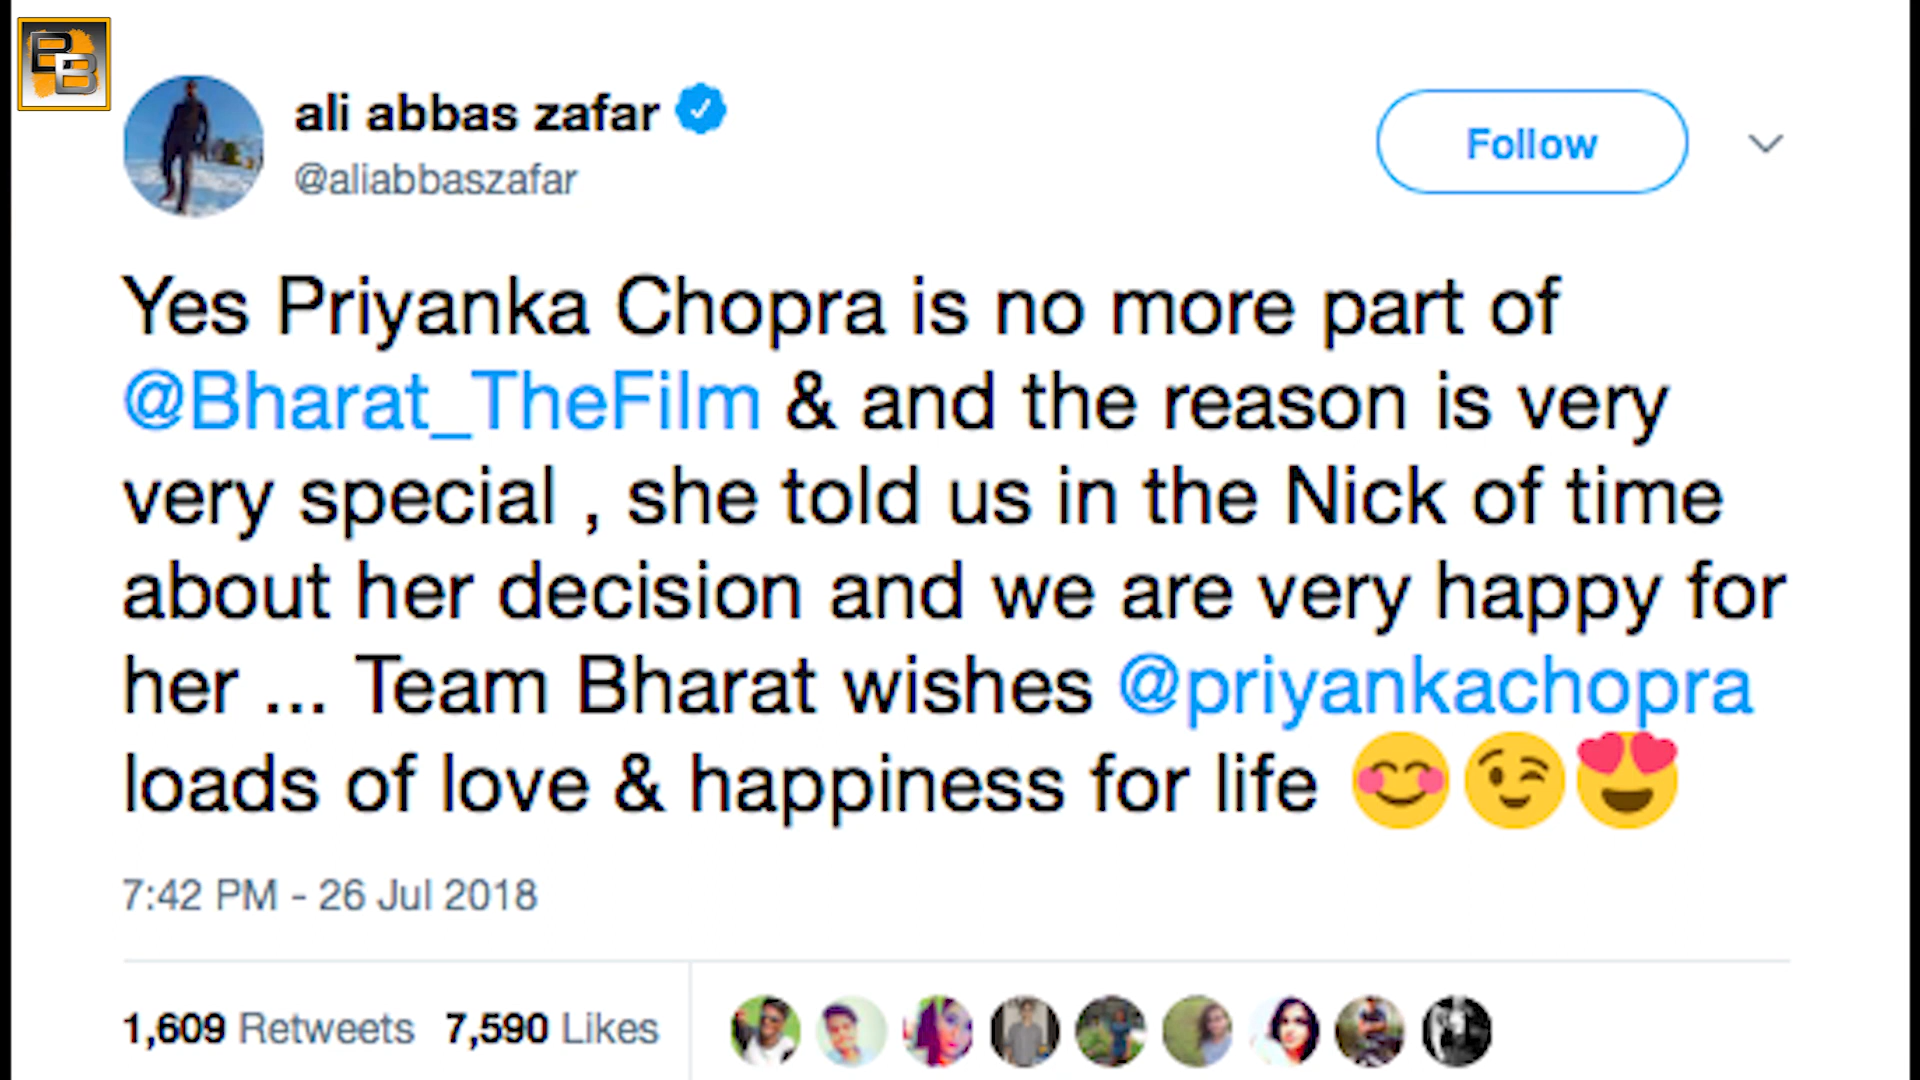 BB
ali abbas zafar
@aliabbaszafar
Follow
Yes Priyanka Chopra is no more part of
@Bharat_TheFilm & and the reason is very
very special , she told us in the Nick of time
about her decision and we are very happy for
her ... Team Bharat wishes @priyankachopra
loads of love & happiness for life 😊😉😍
7:42 PM - 26 Jul 2018
1,609 Retweets 7,590 Likes